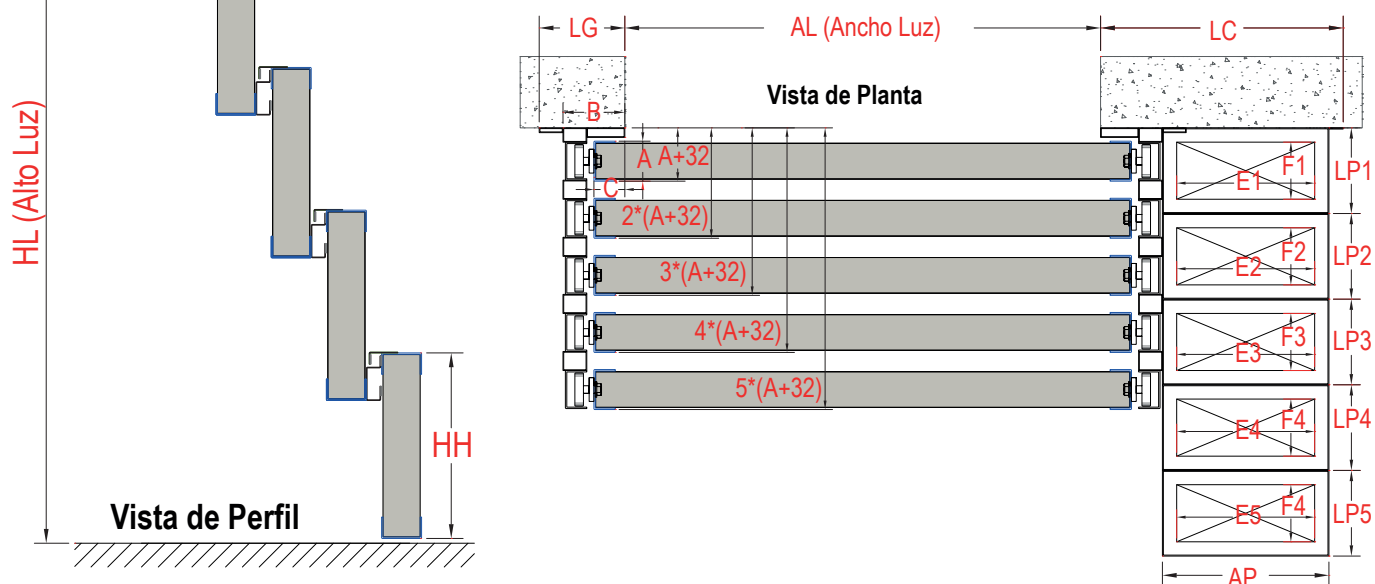 HL (Alto Luz)
HH
Vista de Perfil
LG
AL (Ancho Luz)
LC
Vista de Planta
B
A
A+32
C
2*(A+32)
3*(A+32)
4*(A+32)
5*(A+32)
E1
F1
LP1
E2
F2
LP2
E3
F3
LP3
E4
F4
LP4
E5
F4
LP5
AP